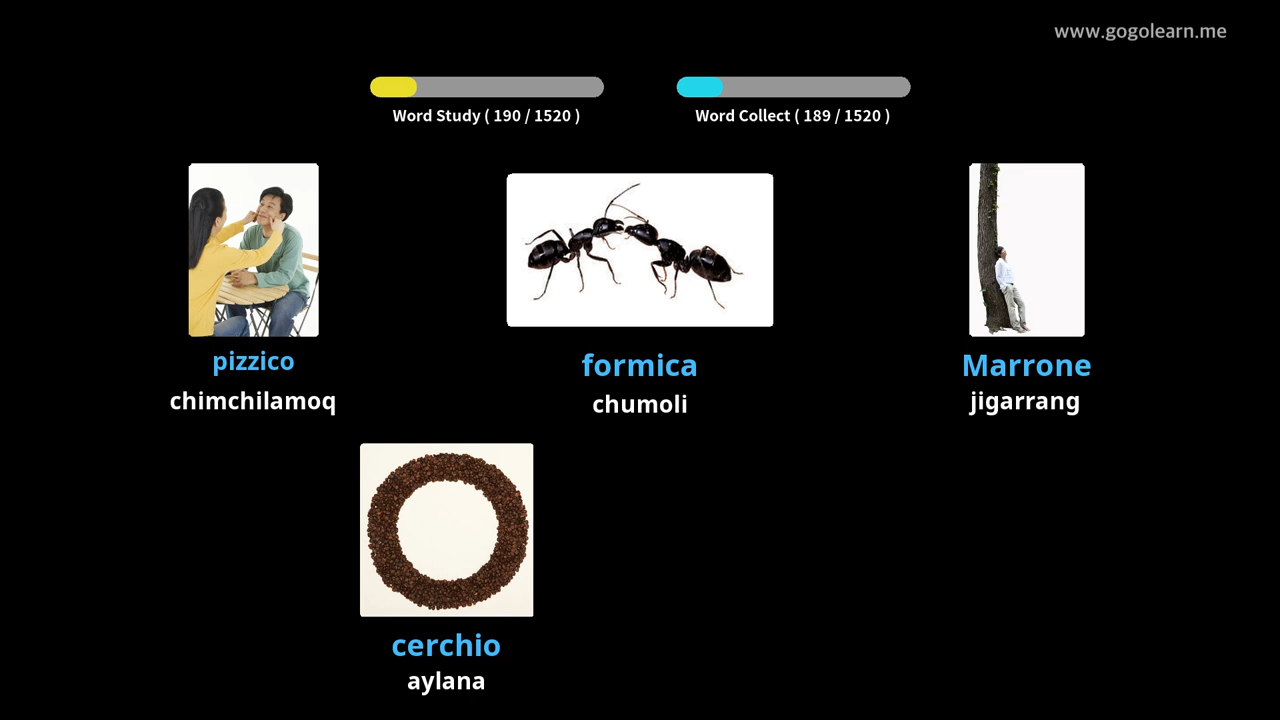 www.gogolearn.me
Word Study ( 190 / 1520 )
Word Collect ( 189 / 1520 )
pizzico
chimchilamoq
formica
chumoli
Marrone
jigarrang
cerchio
aylana